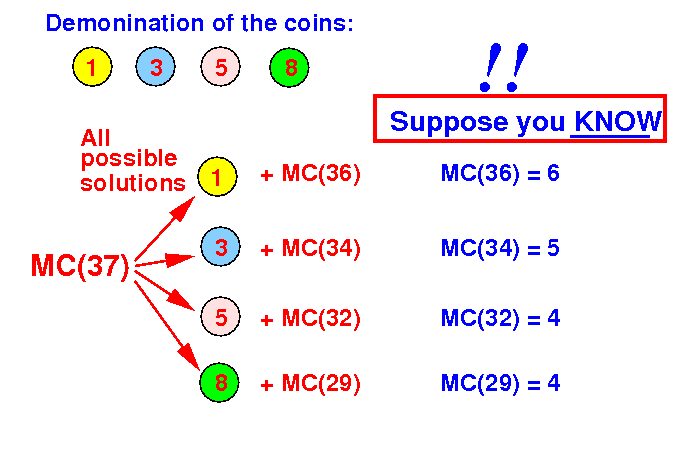 Demonination of the coins:
1 3 5 8
!!
Suppose you KNOW
All
possible
solutions
1 + MC(36) MC(36) = 6
3 + MC(34) MC(34) = 5
MC(37)
5 + MC(32) MC(32) = 4
8 + MC(29) MC(29) = 4